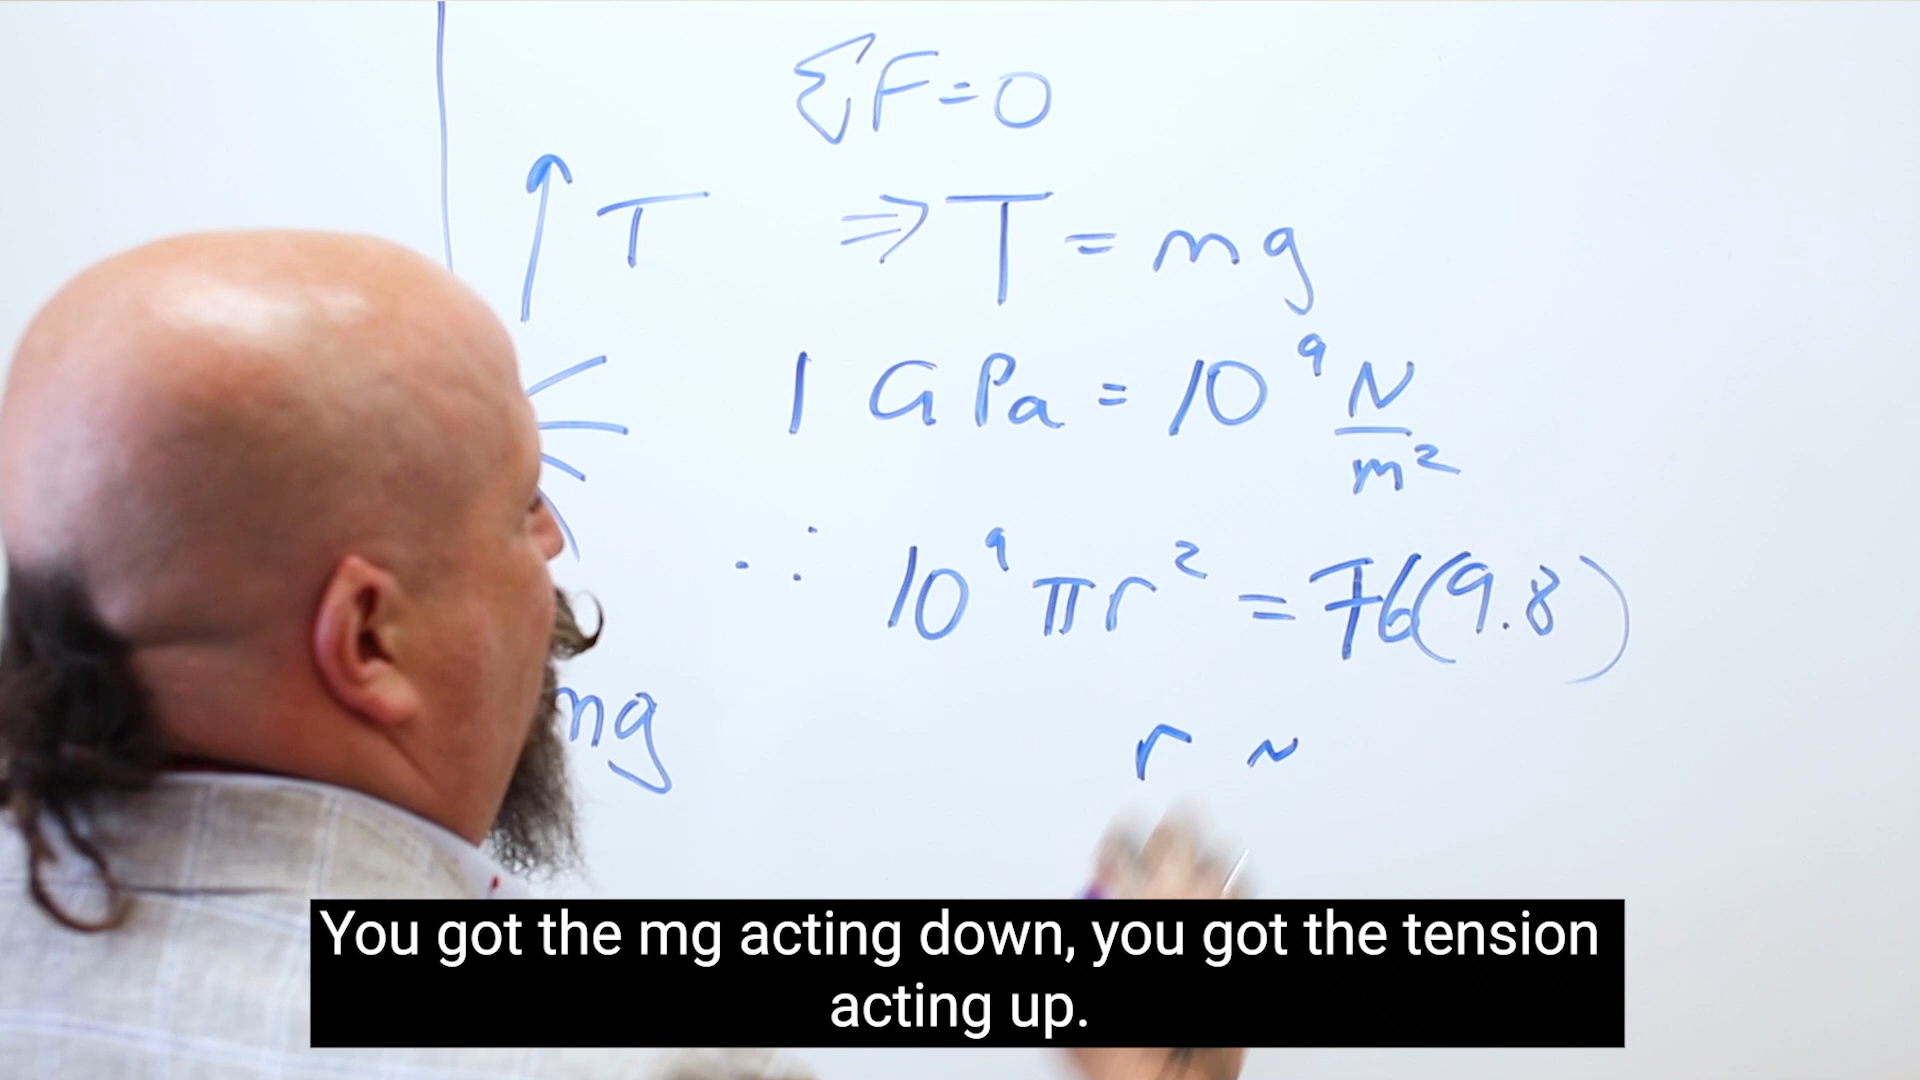 ΣF=0
T ⇒ T = mg
1 GPa = 10⁹ N/m²
∴ 10⁹ πr² = 76(9.8)
mg
r ~
You got the mg acting down, you got the tension
acting up.